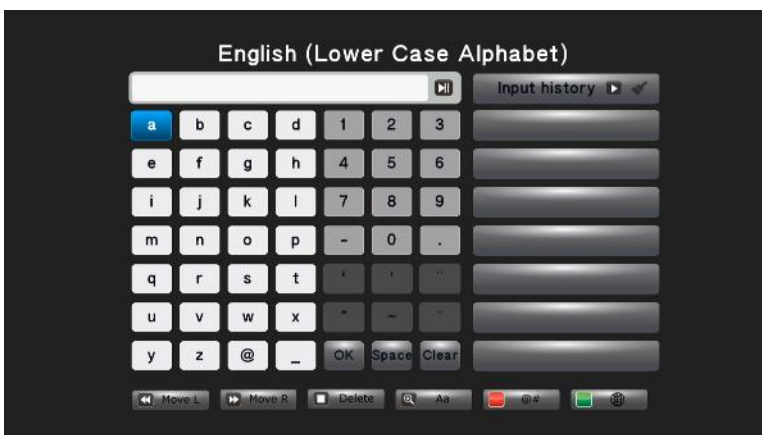 English (Lower Case Alphabet)
Input history
a b c d 1 2 3
e f g h 4 5 6
i j k l 7 8 9
m n o p - 0 .
q r s t
u v w x
y z @ _ OK Space Clear
Move L Move R Delete Aa @#